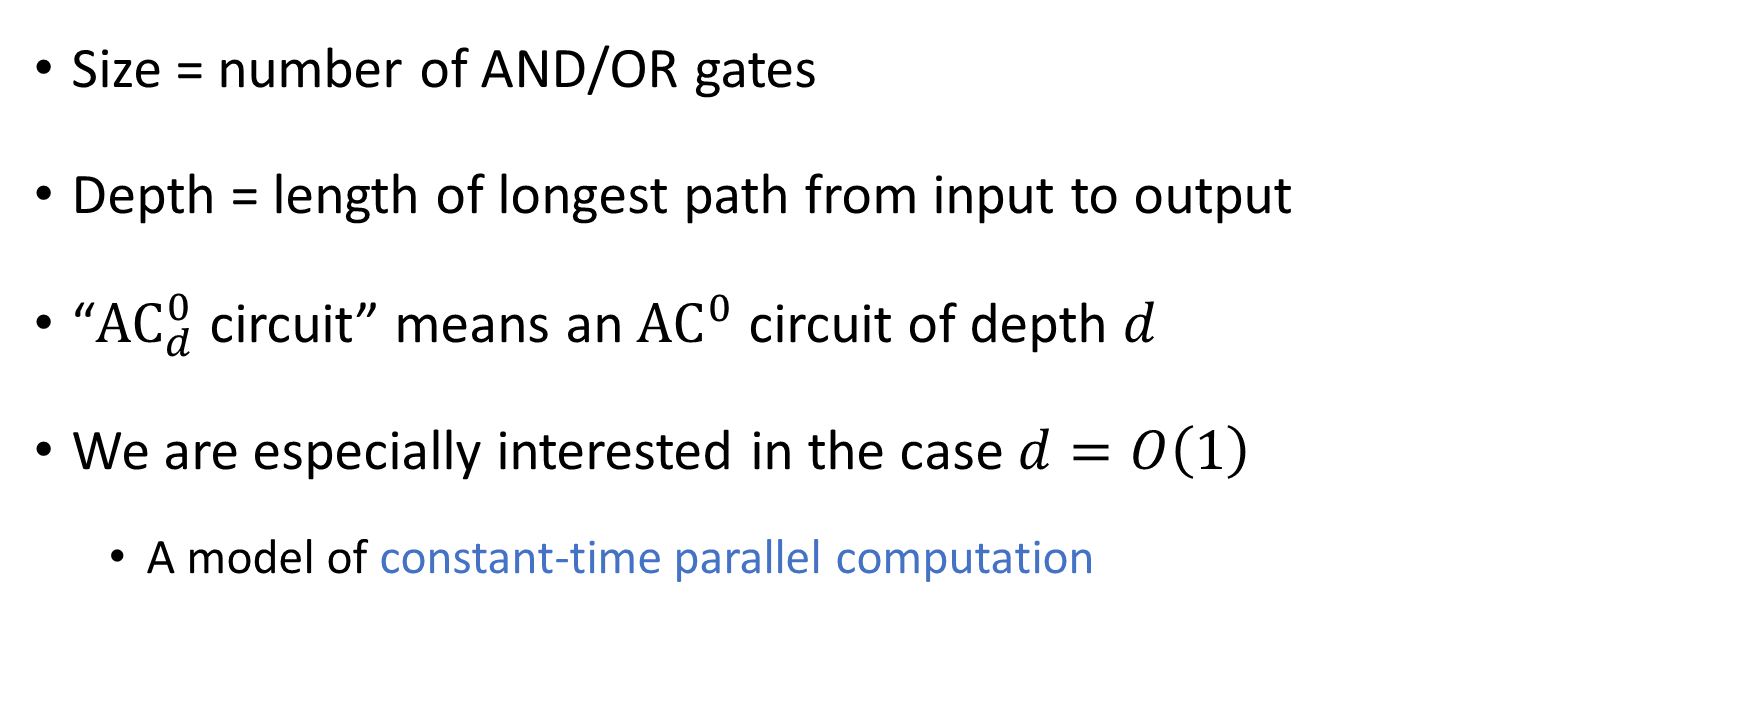 • Size = number of AND/OR gates
• Depth = length of longest path from input to output
• “AC⁰_d circuit” means an AC⁰ circuit of depth 𝑑
• We are especially interested in the case 𝑑 = 𝑂(1)
• A model of constant-time parallel computation